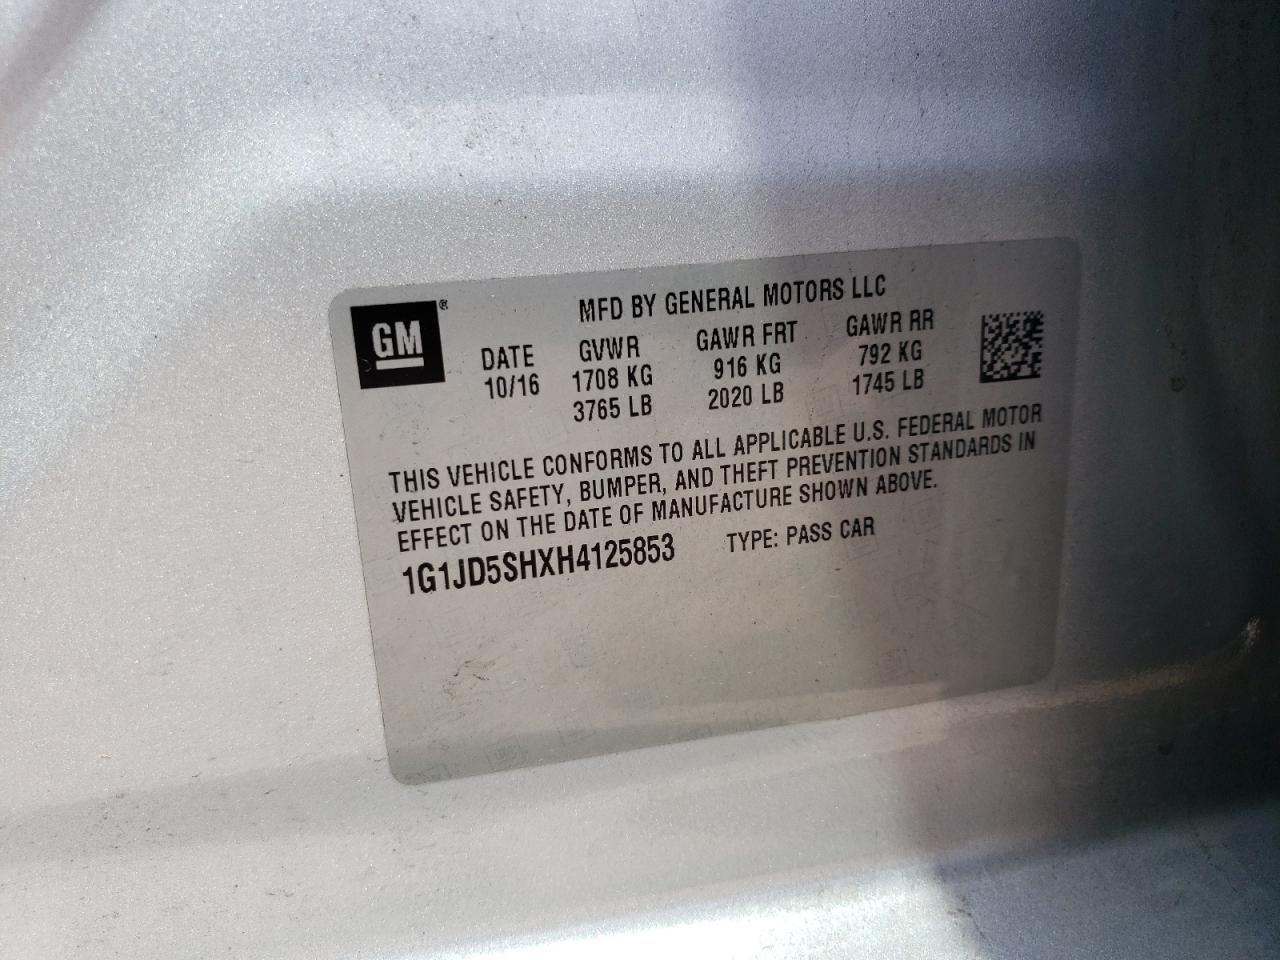 GM®
MFD BY GENERAL MOTORS LLC
DATE GVWR GAWR FRT GAWR RR
10/16 1708 KG 916 KG 792 KG
3765 LB 2020 LB 1745 LB
THIS VEHICLE CONFORMS TO ALL APPLICABLE U.S. FEDERAL MOTOR
VEHICLE SAFETY, BUMPER, AND THEFT PREVENTION STANDARDS IN
EFFECT ON THE DATE OF MANUFACTURE SHOWN ABOVE.
1G1JD5SHXH4125853 TYPE: PASS CAR